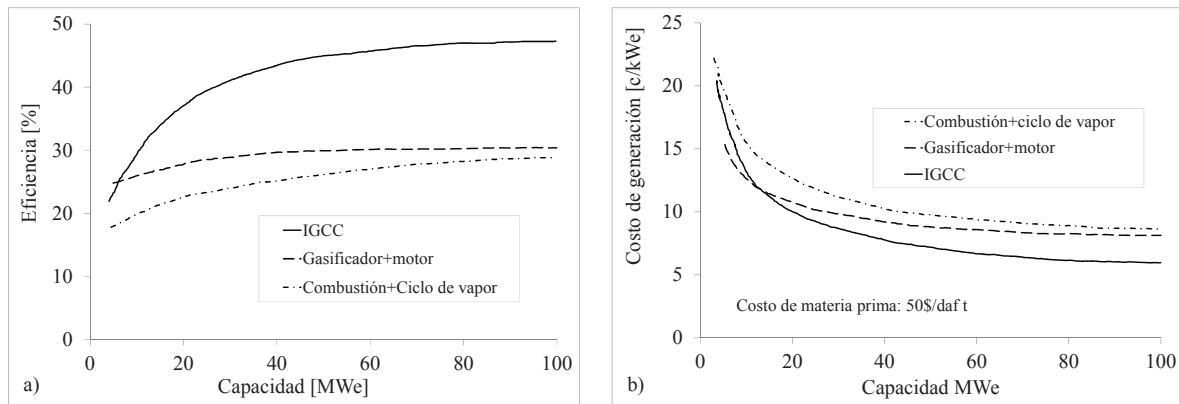 50
40
30
20
10
0
Eficiencia [%]
IGCC
Gasificador+motor
Combustión+Ciclo de vapor
0 20 40 60 80 100
a)
Capacidad [MWe]
25
20
15
10
5
0
Costo de generación [c/kWe]
Combustión+ciclo de vapor
Gasificador+motor
IGCC
Costo de materia prima: 50$/daf t
0 20 40 60 80 100
b)
Capacidad MWe